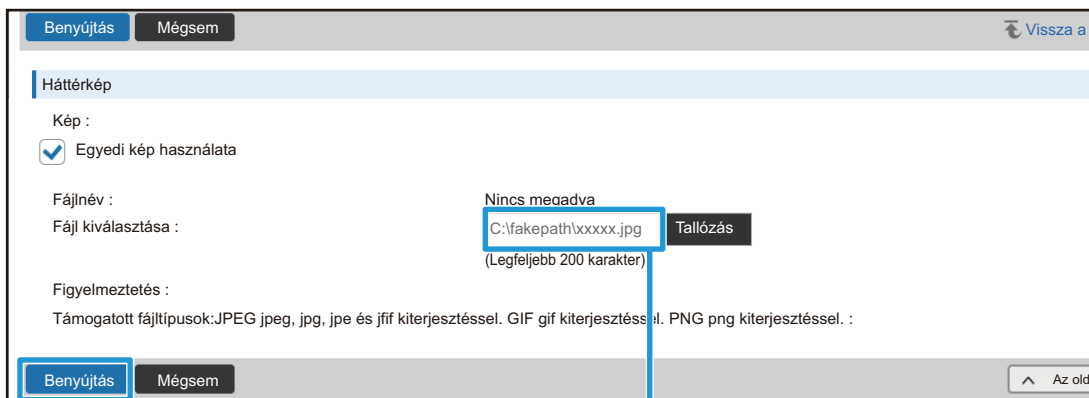 Benyújtás Mégsem Vissza a
Háttérkép
Kép :
Egyedi kép használata
Fájlnév : Nincs megadva
Fájl kiválasztása : C:\fakepath\xxxxx.jpg Tallózás
(Legfeljebb 200 karakter)
Figyelmeztetés :
Támogatott fájltípusok:JPEG jpeg, jpg, jpe és jfif kiterjesztéssel. GIF gif kiterjesztéssel. PNG png kiterjesztéssel. :
Benyújtás Mégsem Az old